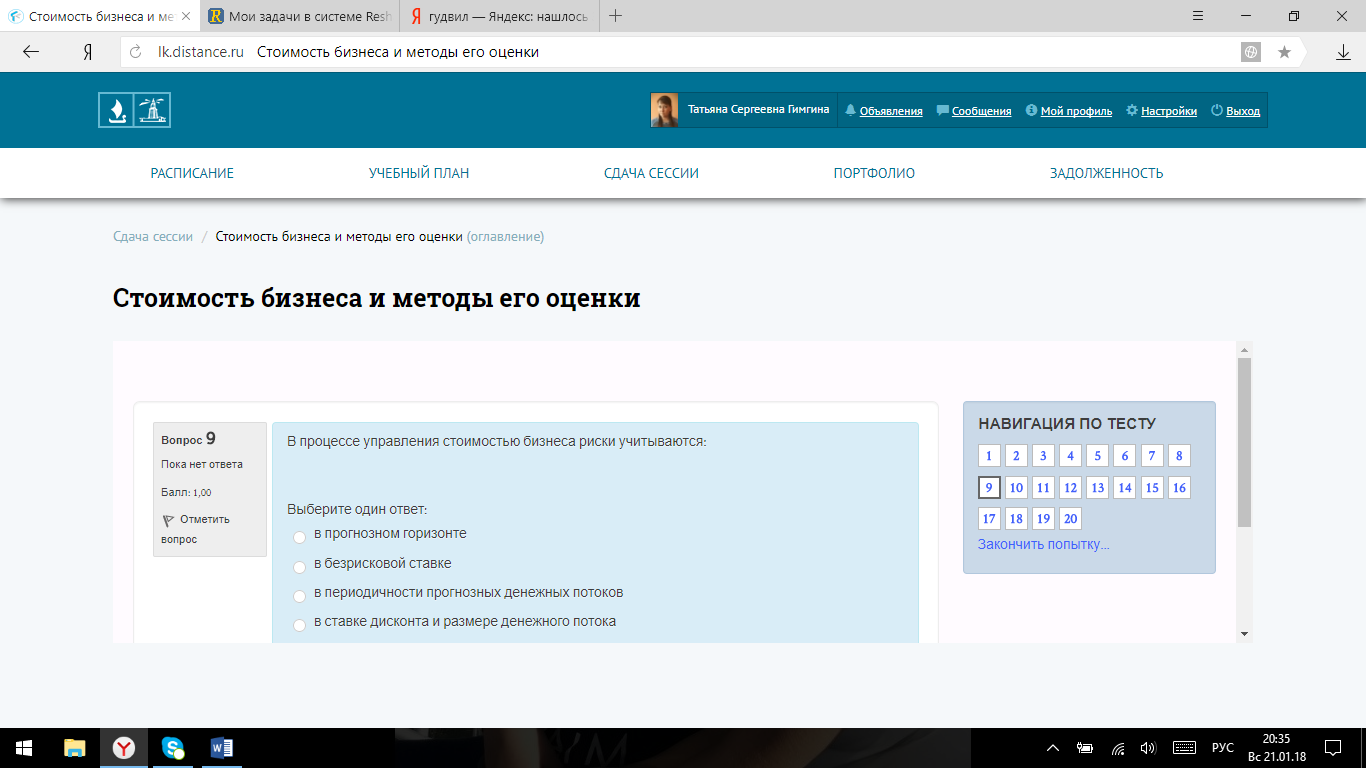 Стоимость бизнеса и ме
Мои задачи в системе Resh
гудвил — Яндекс: нашлось
lk.distance.ru Стоимость бизнеса и методы его оценки
Татьяна Сергеевна Гимгина Объявления Сообщения Мой профиль Настройки Выход
РАСПИСАНИЕ УЧЕБНЫЙ ПЛАН СДАЧА СЕССИИ ПОРТФОЛИО ЗАДОЛЖЕННОСТЬ
Сдача сессии / Стоимость бизнеса и методы его оценки (оглавление)
Стоимость бизнеса и методы его оценки
Вопрос 9
Пока нет ответа
Балл: 1,00
Отметить
вопрос
В процессе управления стоимостью бизнеса риски учитываются:
Выберите один ответ:
в прогнозном горизонте
в безрисковой ставке
в периодичности прогнозных денежных потоков
в ставке дисконта и размере денежного потока
НАВИГАЦИЯ ПО ТЕСТУ
1 2 3 4 5 6 7 8
9 10 11 12 13 14 15 16
17 18 19 20
Закончить попытку...
РУС
20:35
Вс 21.01.18